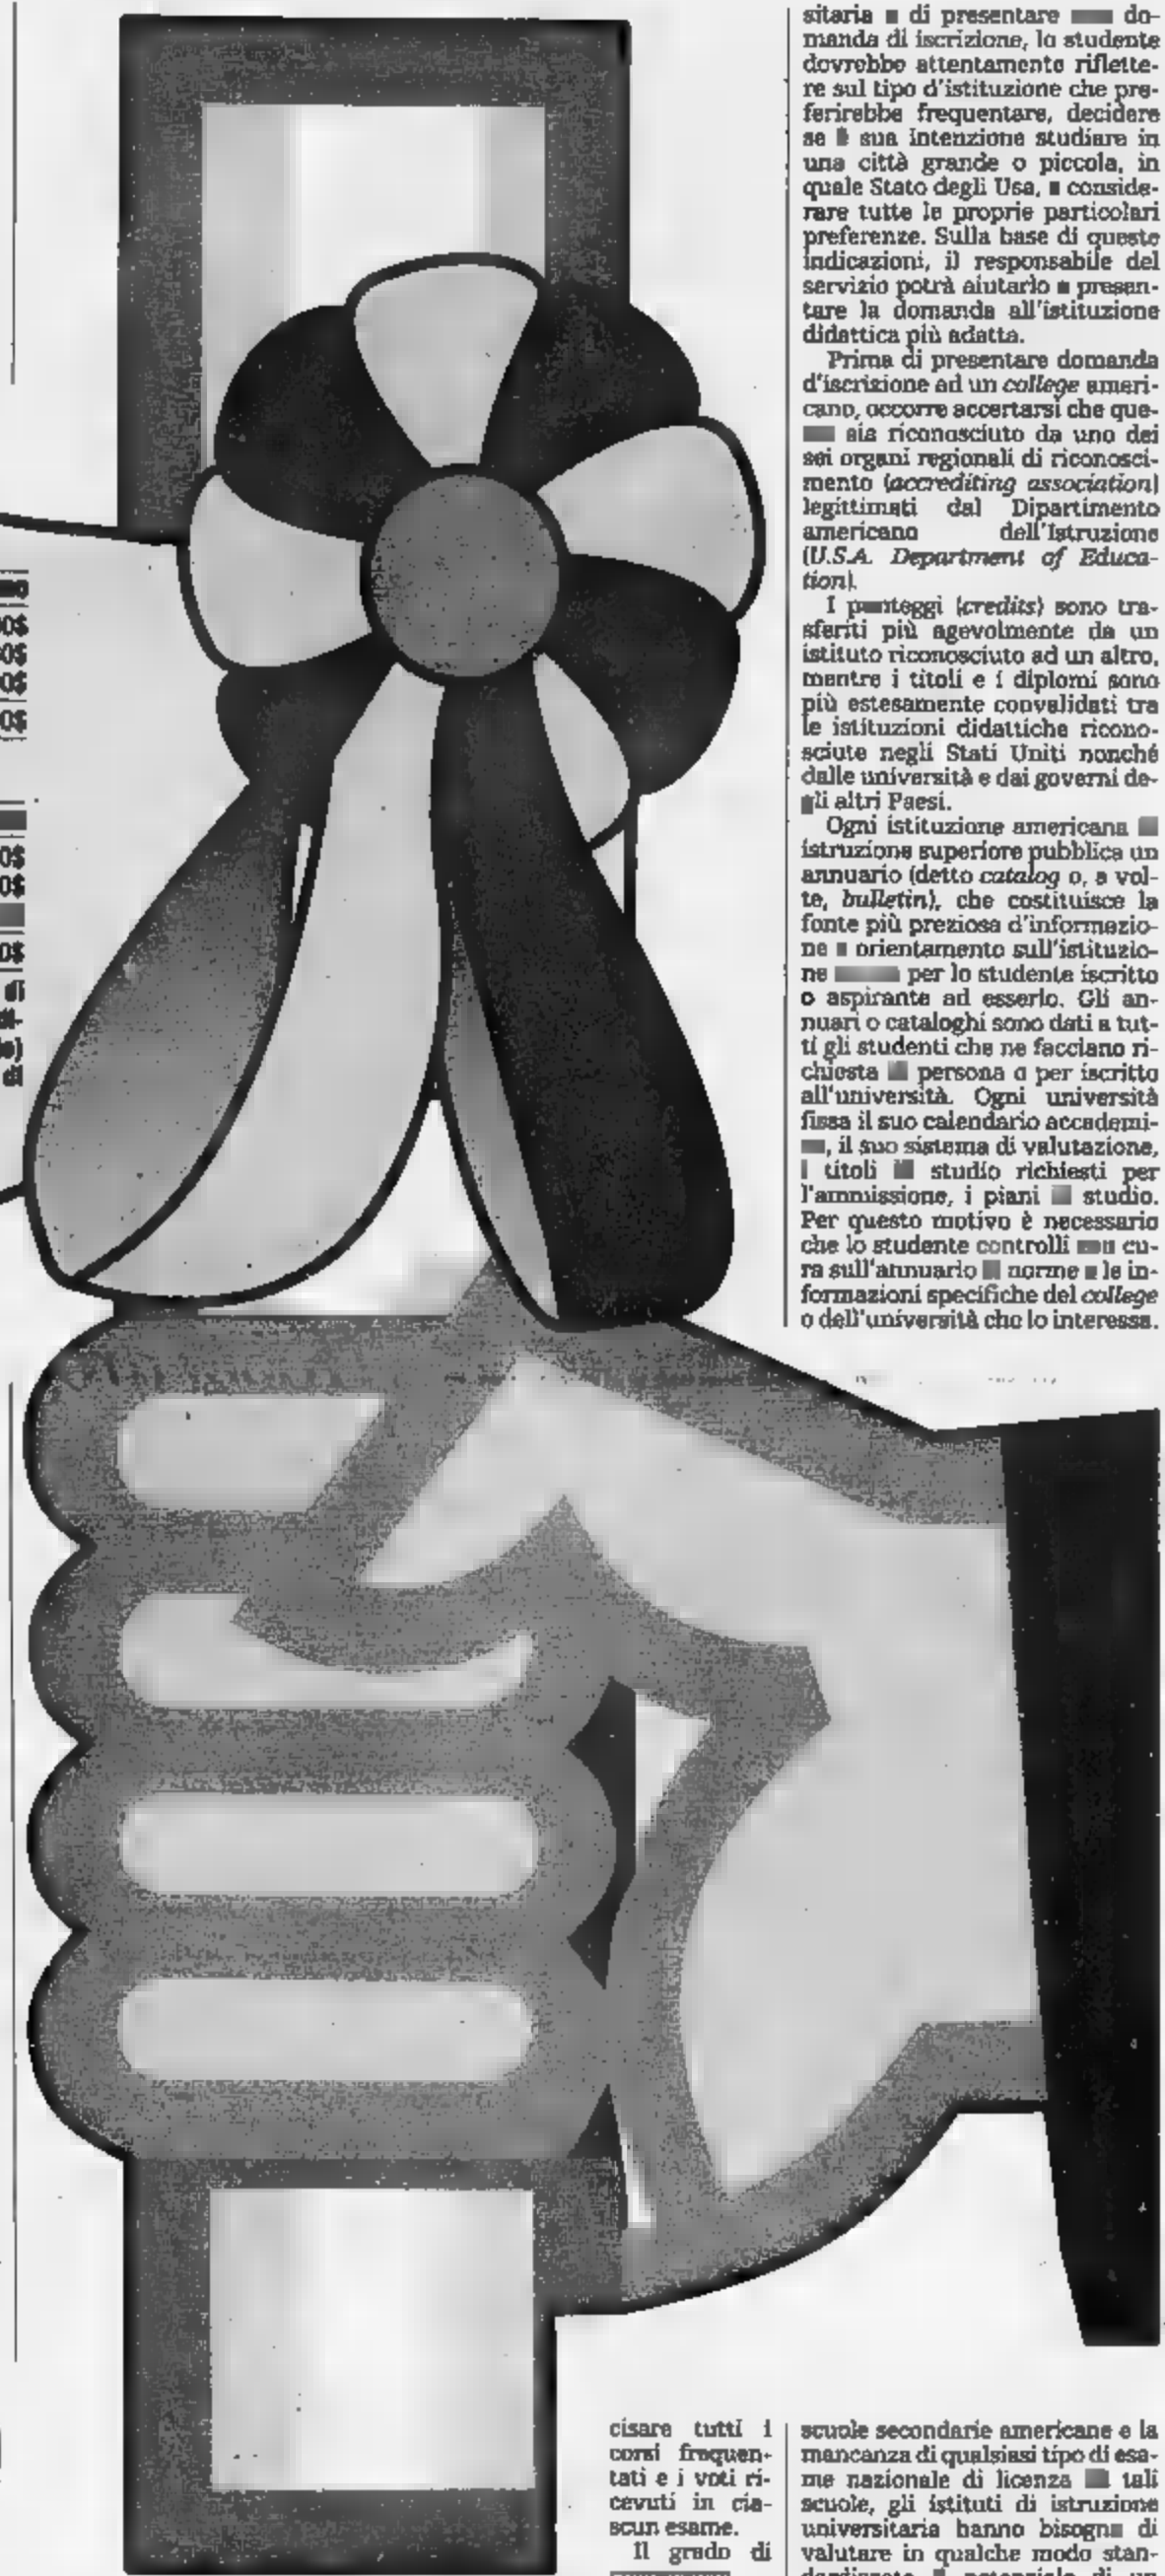 sitaria di presentare do-
manda di iscrizione, lo studente
dovrebbe attentamente riflette-
re sul tipo d'istituzione che pre-
ferirebbe frequentare, decidere
se è sua intenzione studiare in
una città grande o piccola, in
quale Stato degli Usa, conside-
rare tutte le proprie particolari
preferenze. Sulla base di queste
indicazioni, il responsabile del
servizio potrà aiutarlo a presen-
tare la domanda all'istituzione
didattica più adatta.
Prima di presentare domanda
d'iscrizione ad un college ameri-
cano, occorre accertarsi che que-
sia riconosciuto da uno dei
sei organi regionali di riconosci-
mento (accrediting association)
legittimati dal Dipartimento
americano dell'Istruzione
(U.S.A. Department of Educa-
tion).
I punteggi (credits) sono tra-
sferiti più agevolmente da un
istituto riconosciuto ad un altro,
mentre i titoli e i diplomi sono
più estesamente convalidati tra
le istituzioni didattiche ricono-
sciute negli Stati Uniti nonché
dalle università e dai governi de-
gli altri Paesi.
Ogni istituzione americana
istruzione superiore pubblica un
annuario (detto catalog o, a vol-
te, bulletin), che costituisce la
fonte più preziosa d'informazio-
ne orientamento sull'istituzio-
ne per lo studente iscritto
o aspirante ad esserlo. Gli an-
nuari o cataloghi sono dati a tut-
ti gli studenti che ne facciano ri-
chiesta persona o per iscritto
all'università. Ogni università
fissa il suo calendario accademi-
, il suo sistema di valutazione,
i titoli studio richiesti per
l'ammissione, i piani studio.
Per questo motivo è necessario
che lo studente controlli con cu-
ra sull'annuario norme le in-
formazioni specifiche del college
o dell'università che lo interessa.
0$
0$
0$
0$
0$
0$
0$
cisare tutti i
corsi frequen-
tati e i voti ri-
cevuti in cia-
scun esame.
Il grado di
scuole secondarie americane e la
mancanza di qualsiasi tipo di esa-
me nazionale di licenza tali
scuole, gli istituti di istruzione
universitaria hanno bisogno di
valutare in qualche modo stan-
potenziale di un